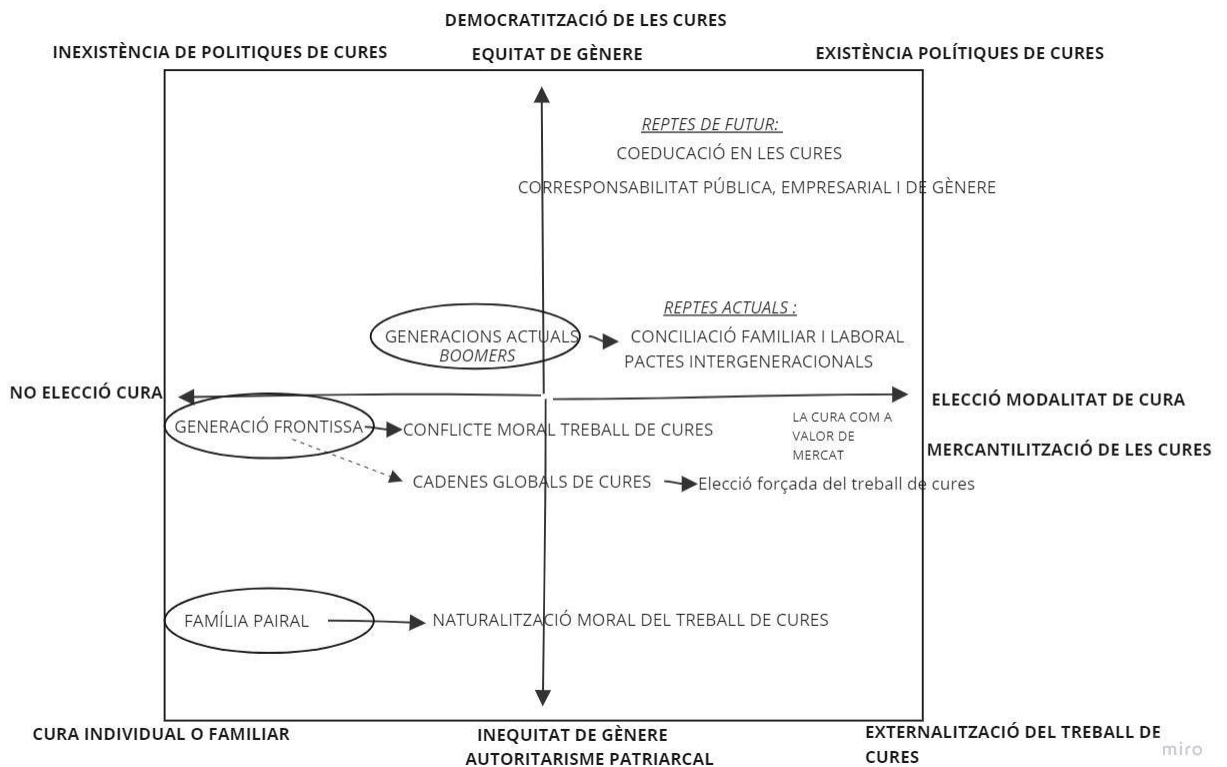 DEMOCRATITZACIÓ DE LES CURES
INEXISTÈNCIA DE POLITIQUES DE CURES
EQUITAT DE GÈNERE
EXISTÈNCIA POLÍTIQUES DE CURES
REPTES DE FUTUR:
COEDUCACIÓ EN LES CURES
CORRESPONSABILITAT PÚBLICA, EMPRESARIAL I DE GÈNERE
REPTES ACTUALS :
GENERACIONS ACTUALS
BOOMERS
CONCILIACIÓ FAMILIAR I LABORAL
PACTES INTERGENERACIONALS
NO ELECCIÓ CURA
ELECCIÓ MODALITAT DE CURA
GENERACIÓ FRONTISSA
CONFLICTE MORAL TREBALL DE CURES
LA CURA COM A
VALOR DE
MERCAT
MERCANTILITZACIÓ DE LES CURES
CADENES GLOBALS DE CURES
Elecció forçada del treball de cures
FAMÍLIA PAIRAL
NATURALITZACIÓ MORAL DEL TREBALL DE CURES
CURA INDIVIDUAL O FAMILIAR
INEQUITAT DE GÈNERE
AUTORITARISME PATRIARCAL
EXTERNALITZACIÓ DEL TREBALL DE
CURES
miro